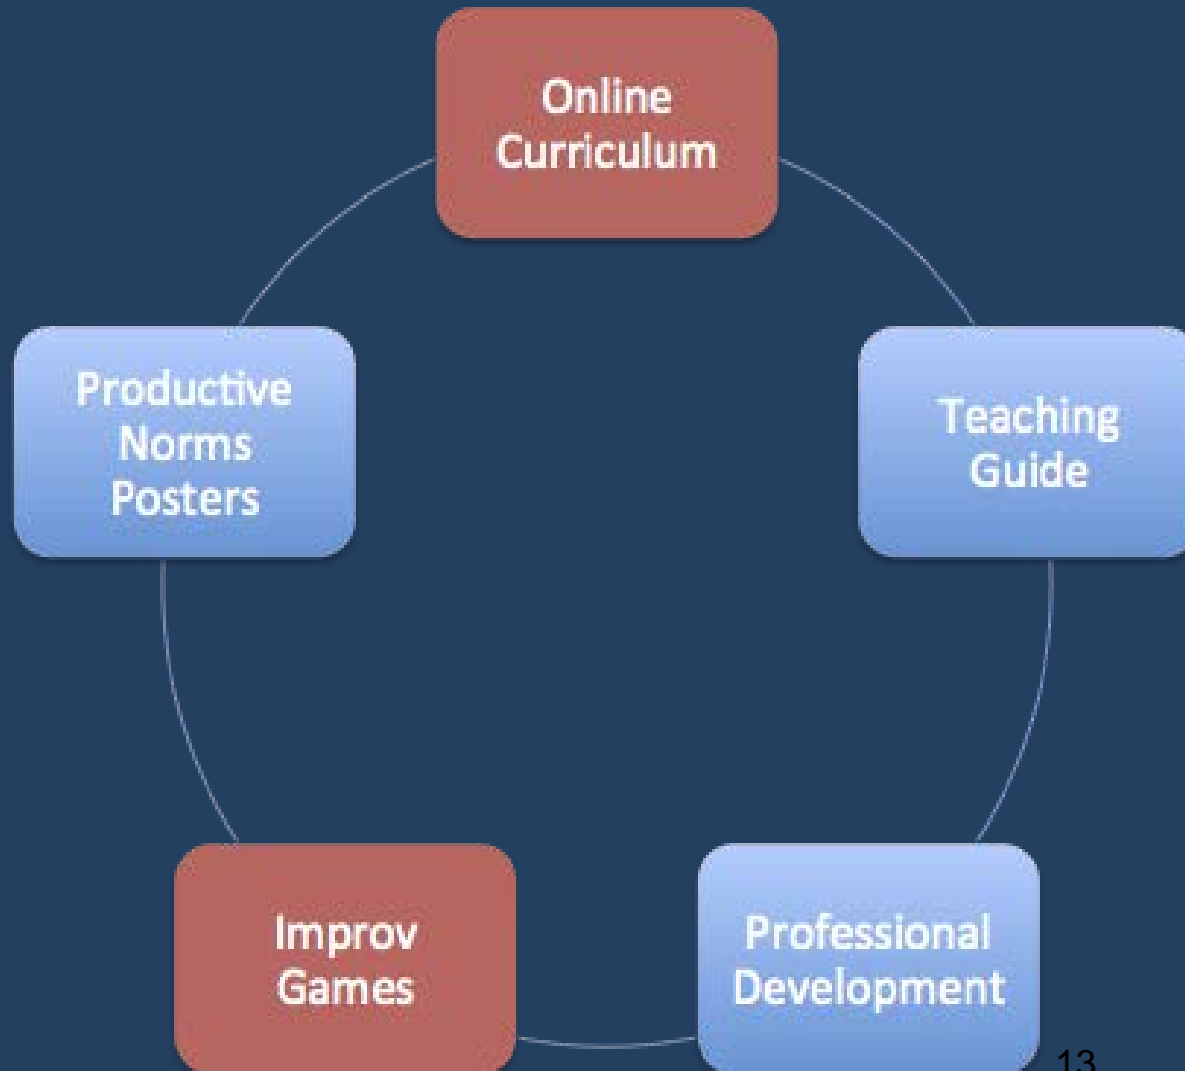 Online
Curriculum
Productive
Norms
Posters
Teaching
Guide
Improv
Games
Professional
Development
13